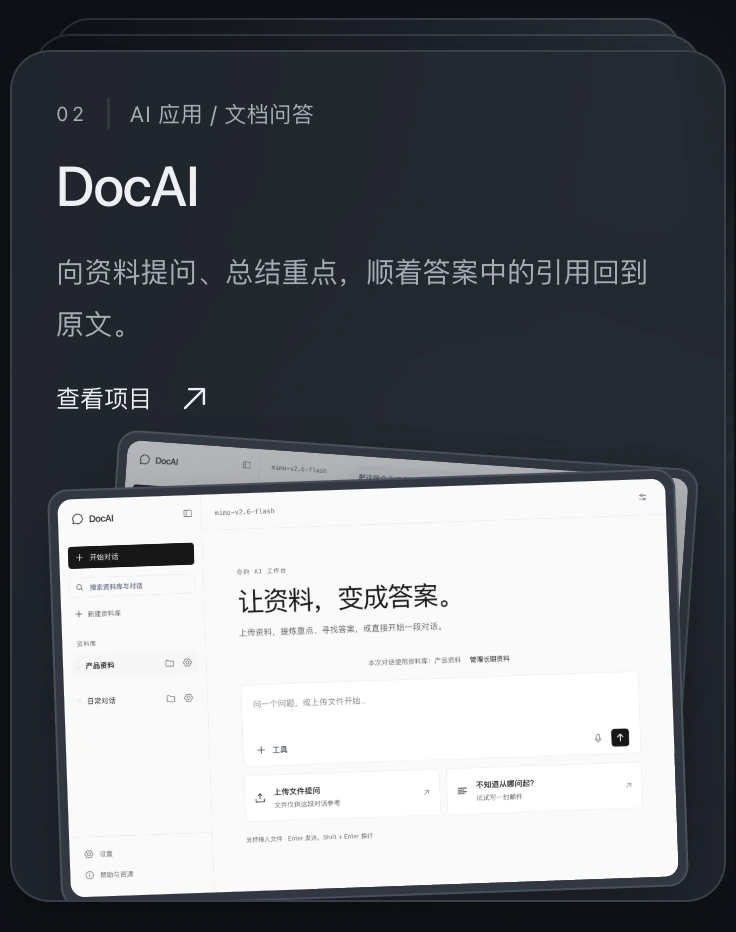 02 | AI 应用 / 文档问答
DocAI
向资料提问、总结重点，顺着答案中的引用回到
原文。
查看项目
DocAI
mimo-v2.6-flash
DocAI
mimo-v2.6-flash
开始对话
搜索资料库与对话
新建资料库
资料库
产品资料
日常对话
设置
帮助与资源
你的 AI 工作台
让资料，变成答案。
上传资料、提炼重点、寻找答案，或直接开始一段对话。
本次对话使用资料库：产品资料 管理长期资料
问一个问题，或上传文件开始…
工具
上传文件提问
文件仅供这段对话参考
不知道从哪问起？
试试写一封邮件
支持拖入文件 · Enter 发送，Shift + Enter 换行